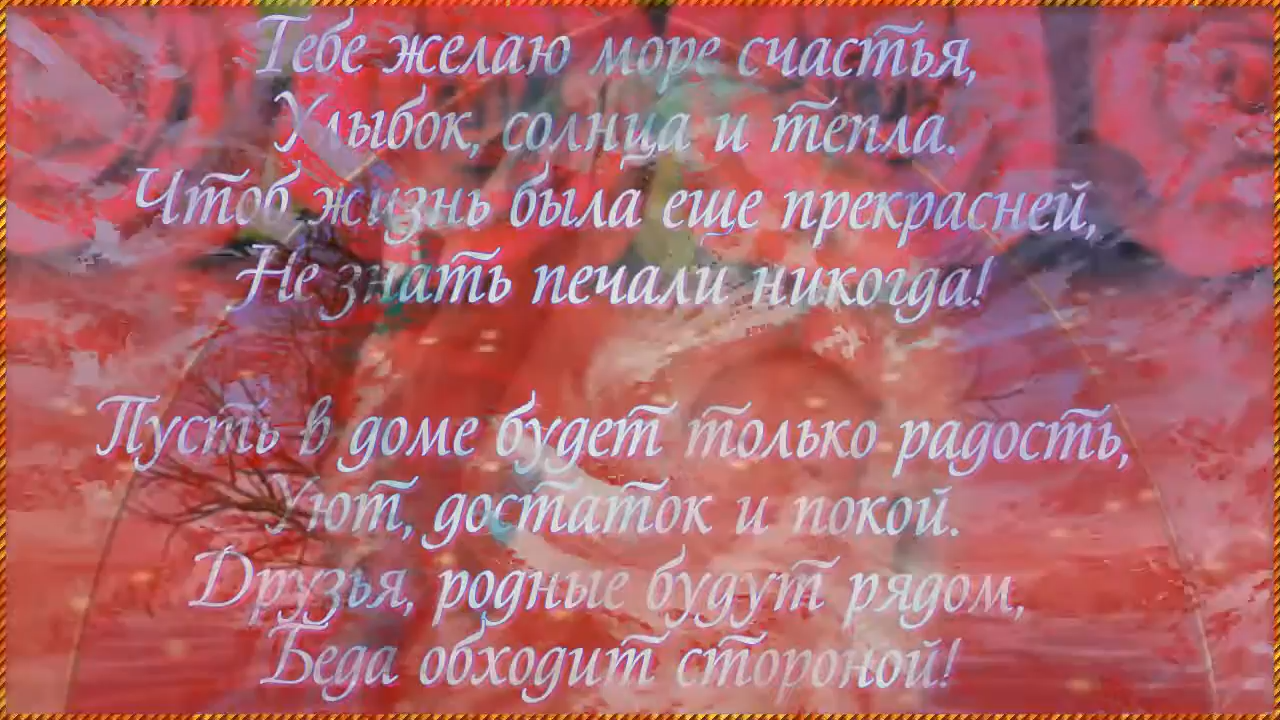 Тебе желаю море счастья,
Улыбок, солнца и тепла.
Чтоб жизнь была еще прекрасней,
Не знать печали никогда!
Пусть в доме будет только радость,
Уют, достаток и покой.
Друзья, родные будут рядом,
Беда обходит стороной!